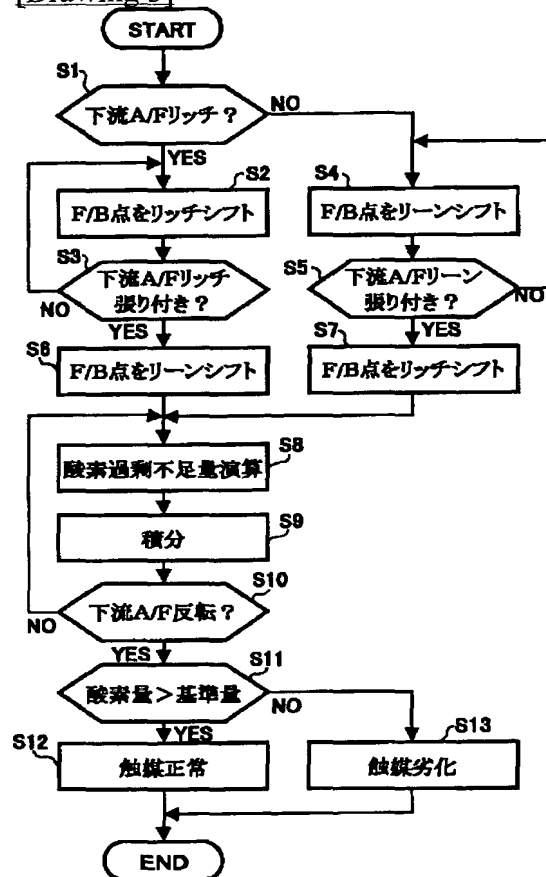 [Drawing 3]
START
S1
下流A/Fリッチ?
NO
YES
S2
F/B点をリッチシフト
S4
F/B点をリーンシフト
S3
下流A/Fリッチ
張り付き?
NO
YES
S5
下流A/Fリーン
張り付き?
NO
YES
S6
F/B点をリーンシフト
S7
F/B点をリッチシフト
S8
酸素過剰不足量演算
S9
積分
S10
下流A/F反転?
NO
YES
S11
酸素量>基準量
NO
YES
S12
触媒正常
S13
触媒劣化
END